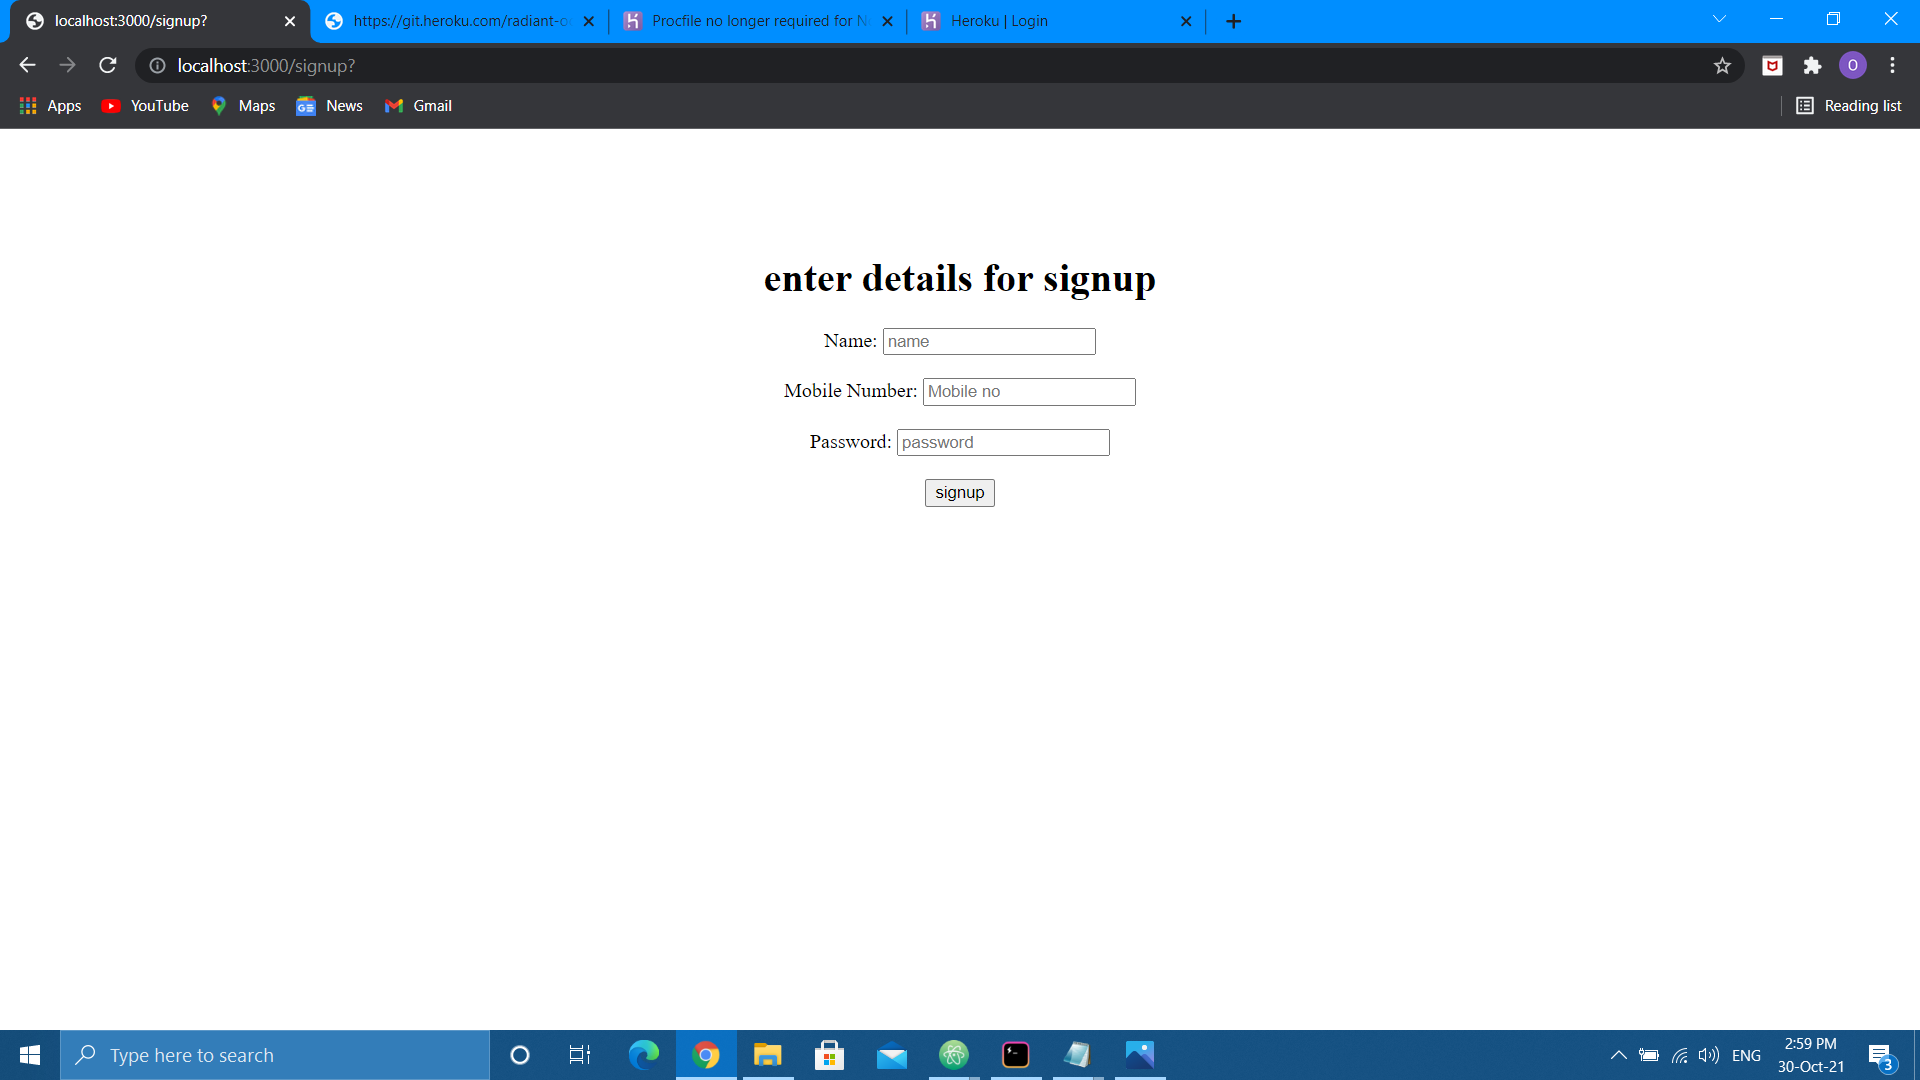 localhost:3000/signup?
https://git.heroku.com/radiant-o
Procfile no longer required for N
Heroku | Login
localhost:3000/signup?
O
Apps
YouTube
Maps
News
Gmail
Reading list
enter details for signup
Name: name
Mobile Number: Mobile no
Password: password
signup
Type here to search
ENG
2:59 PM
30-Oct-21
3